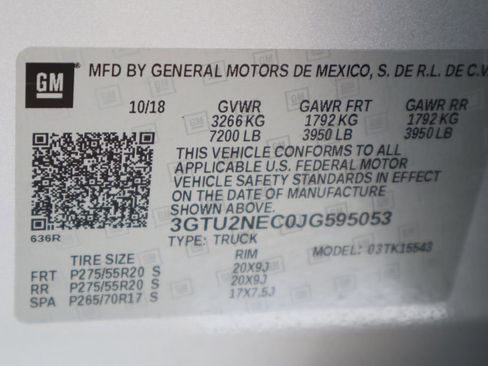 GM
MFD BY GENERAL MOTORS DE MEXICO, S. DE R.L. DE C.V.
10/18 GVWR GAWR FRT GAWR RR
3266 KG 1792 KG 1792 KG
7200 LB 3950 LB 3950 LB
THIS VEHICLE CONFORMS TO ALL
APPLICABLE U.S. FEDERAL MOTOR
VEHICLE SAFETY STANDARDS IN EFFECT
ON THE DATE OF MANUFACTURE
SHOWN ABOVE.
3GTU2NEC0JG595053
636R
TYPE: TRUCK MODEL: 03TK15543
TIRE SIZE RIM
FRT P275/55R20 S 20X9J
RR P275/55R20 S 20X9J
SPA P265/70R17 S 17X7.5J